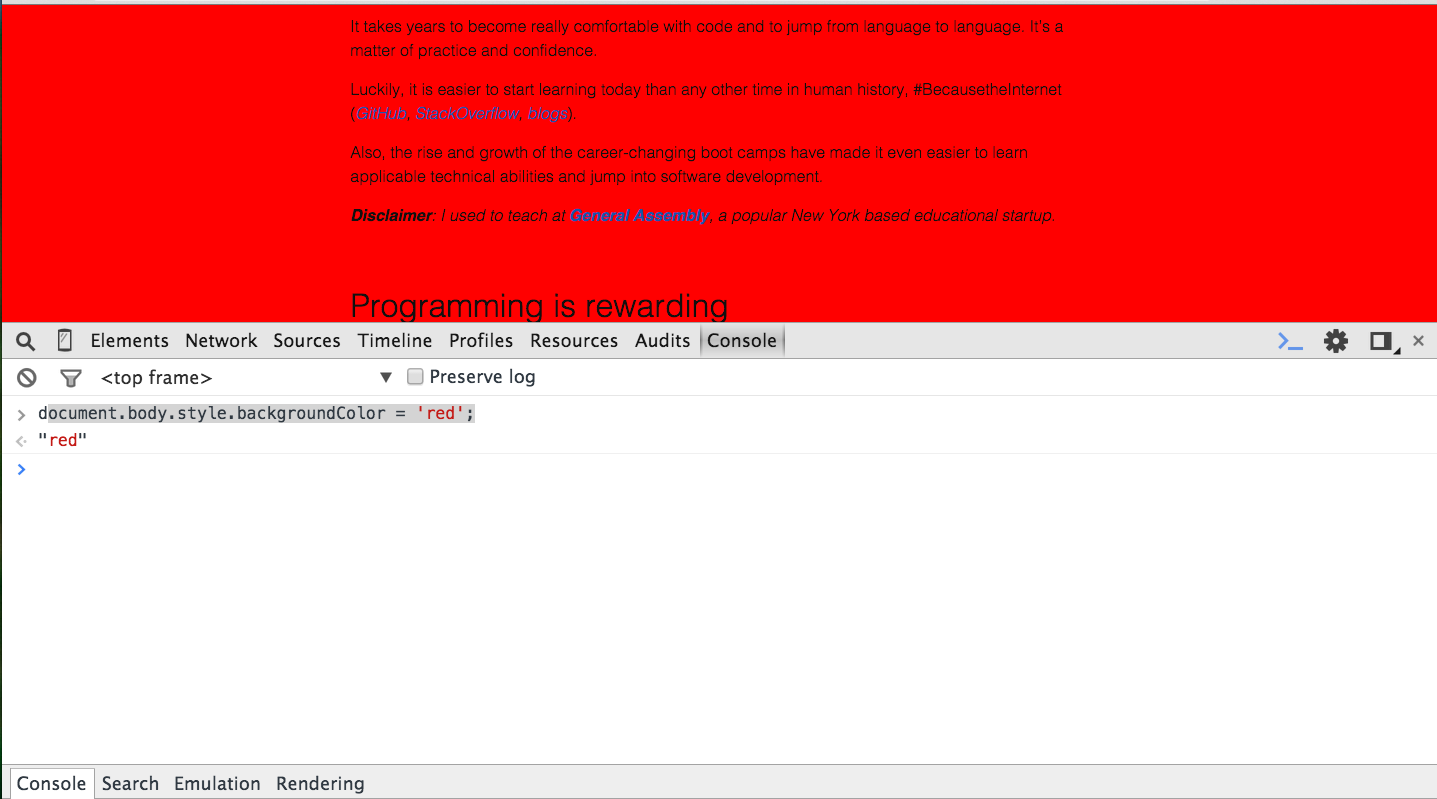 It takes years to become really comfortable with code and to jump from language to language. It's a
matter of practice and confidence.
Luckily, it is easier to start learning today than any other time in human history, #BecausetheInternet
(GitHub, StackOverflow, blogs).
Also, the rise and growth of the career-changing boot camps have made it even easier to learn
applicable technical abilities and jump into software development.
Disclaimer: I used to teach at General Assembly, a popular New York based educational startup.
Programming is rewarding
Elements Network Sources Timeline Profiles Resources Audits Console
<top frame> Preserve log
document.body.style.backgroundColor = 'red';
"red"
Console Search Emulation Rendering